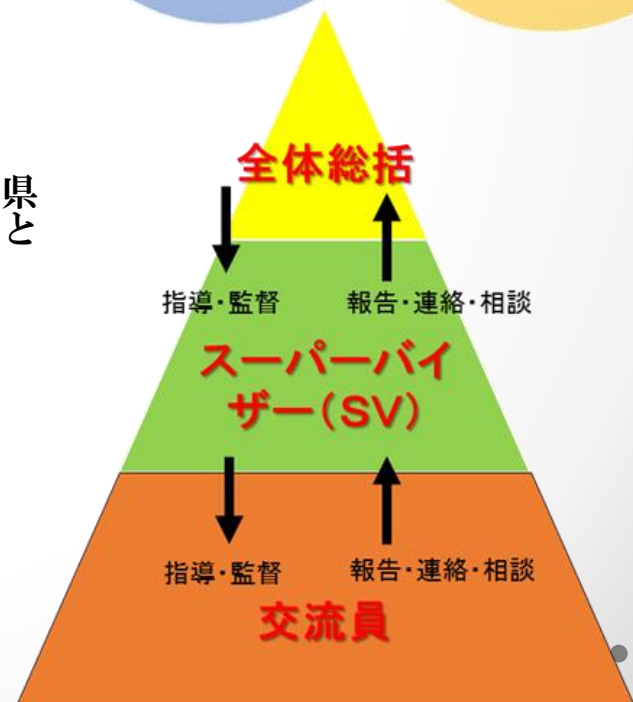 県と
全体総括
指導・監督
報告・連絡・相談
スーパーバイ
ザー(SV)
指導・監督
報告・連絡・相談
交流員